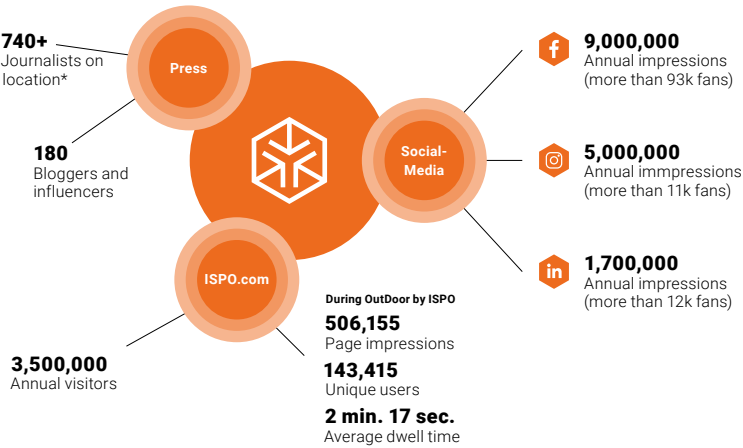 740+
Journalists on
location*
Press
180
Bloggers and
influencers
Social-
Media
9,000,000
Annual impressions
(more than 93k fans)
5,000,000
Annual immpressions
(more than 11k fans)
in
1,700,000
Annual impressions
(more than 12k fans)
ISPO.com
3,500,000
Annual visitors
During OutDoor by ISPO
506,155
Page impressions
143,415
Unique users
2 min. 17 sec.
Average dwell time